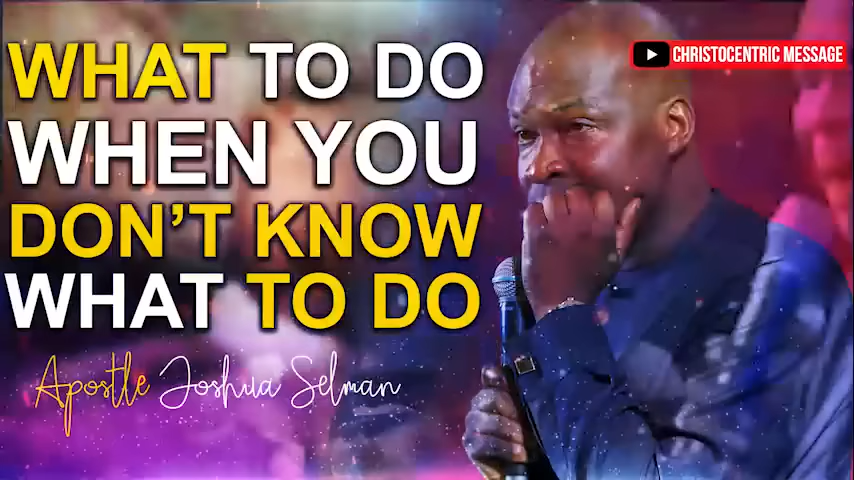 WHAT TO DO
WHEN YOU
DON'T KNOW
WHAT TO DO
Apostle Joshua Selman
CHRISTOCENTRIC MESSAGE